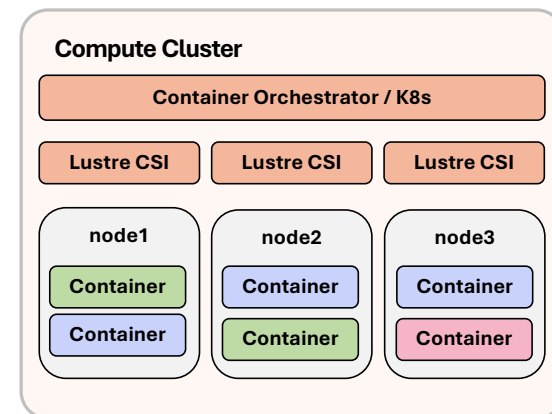 Compute Cluster
Container Orchestrator / K8s
Lustre CSI
Lustre CSI
Lustre CSI
node1
Container
Container
node2
Container
Container
node3
Container
Container